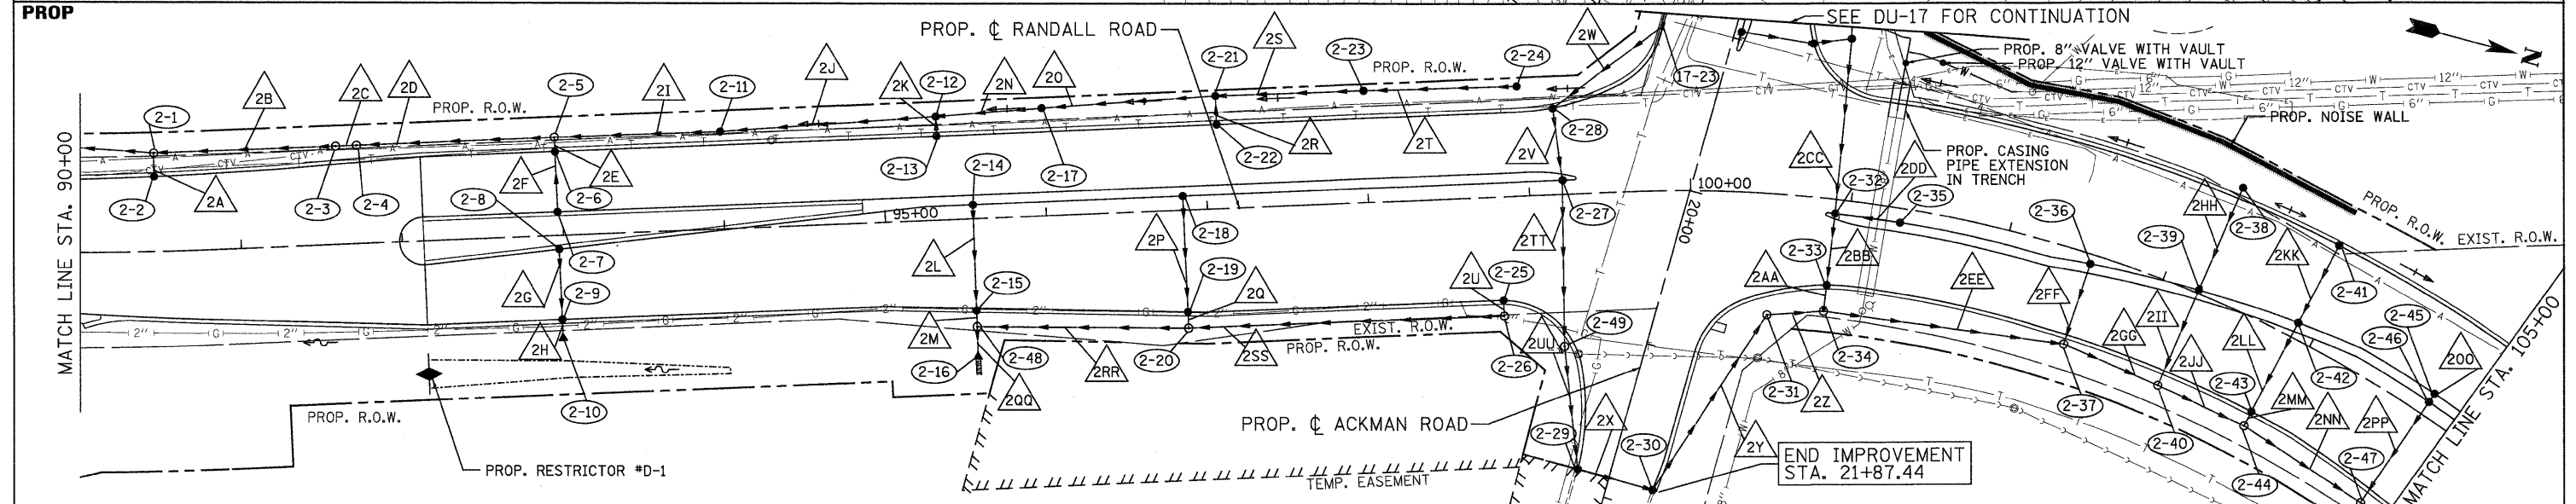 PROP
PROP. ℄ RANDALL ROAD
SEE DU-17 FOR CONTINUATION
PROP. 8" VALVE WITH VAULT
PROP. 12" VALVE WITH VAULT
N
2S
2W
2-21
2-23
2-24
PROP. R.O.W.
17-23
2B
2C
2D
PROP. R.O.W.
2-5
2I
2-11
2J
2K
2-12
2N
2O
2-1
2-28
PROP. NOISE WALL
2-2
2A
2-3
2-4
2F
2E
2-6
2-13
2-14
2-17
2-22
2R
2T
2V
2CC
2DD
PROP. CASING
PIPE EXTENSION
IN TRENCH
2-8
2-7
95+00
2P
2-18
2-27
100+00
20+00
2-32
2-35
2-36
2HH
2-38
PROP. R.O.W.
EXIST. R.O.W.
MATCH LINE STA. 90+00
2G
2-9
2L
2-15
2-19
2Q
2U
2-25
2TT
2-33
2BB
2AA
2EE
2FF
2-39
2KK
2-41
2H
2-10
2M
2-16
2-48
2QQ
2RR
2-20
2SS
EXIST. R.O.W.
PROP. R.O.W.
2-26
2UU
2-49
2-31
2Z
2-34
2-37
2GG
2II
2JJ
2LL
2-43
2MM
2-42
2-46
2-45
2OO
PROP. R.O.W.
PROP. RESTRICTOR #D-1
PROP. ℄ ACKMAN ROAD
TEMP. EASEMENT
2-29
2X
2-30
2Y
END IMPROVEMENT
STA. 21+87.44
2-40
2-44
2NN
2PP
2-47
MATCH LINE STA. 105+00